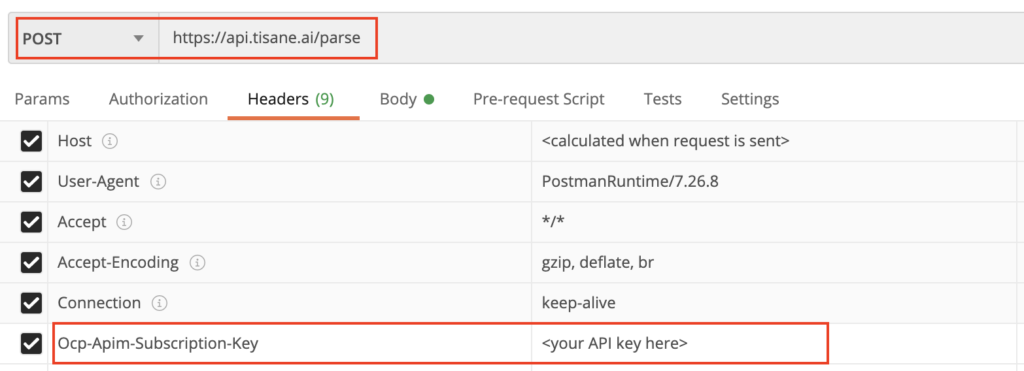 POST https://api.tisane.ai/parse
Params Authorization Headers (9) Body Pre-request Script Tests Settings
Host <calculated when request is sent>
User-Agent PostmanRuntime/7.26.8
Accept */*
Accept-Encoding gzip, deflate, br
Connection keep-alive
Ocp-Apim-Subscription-Key <your API key here>